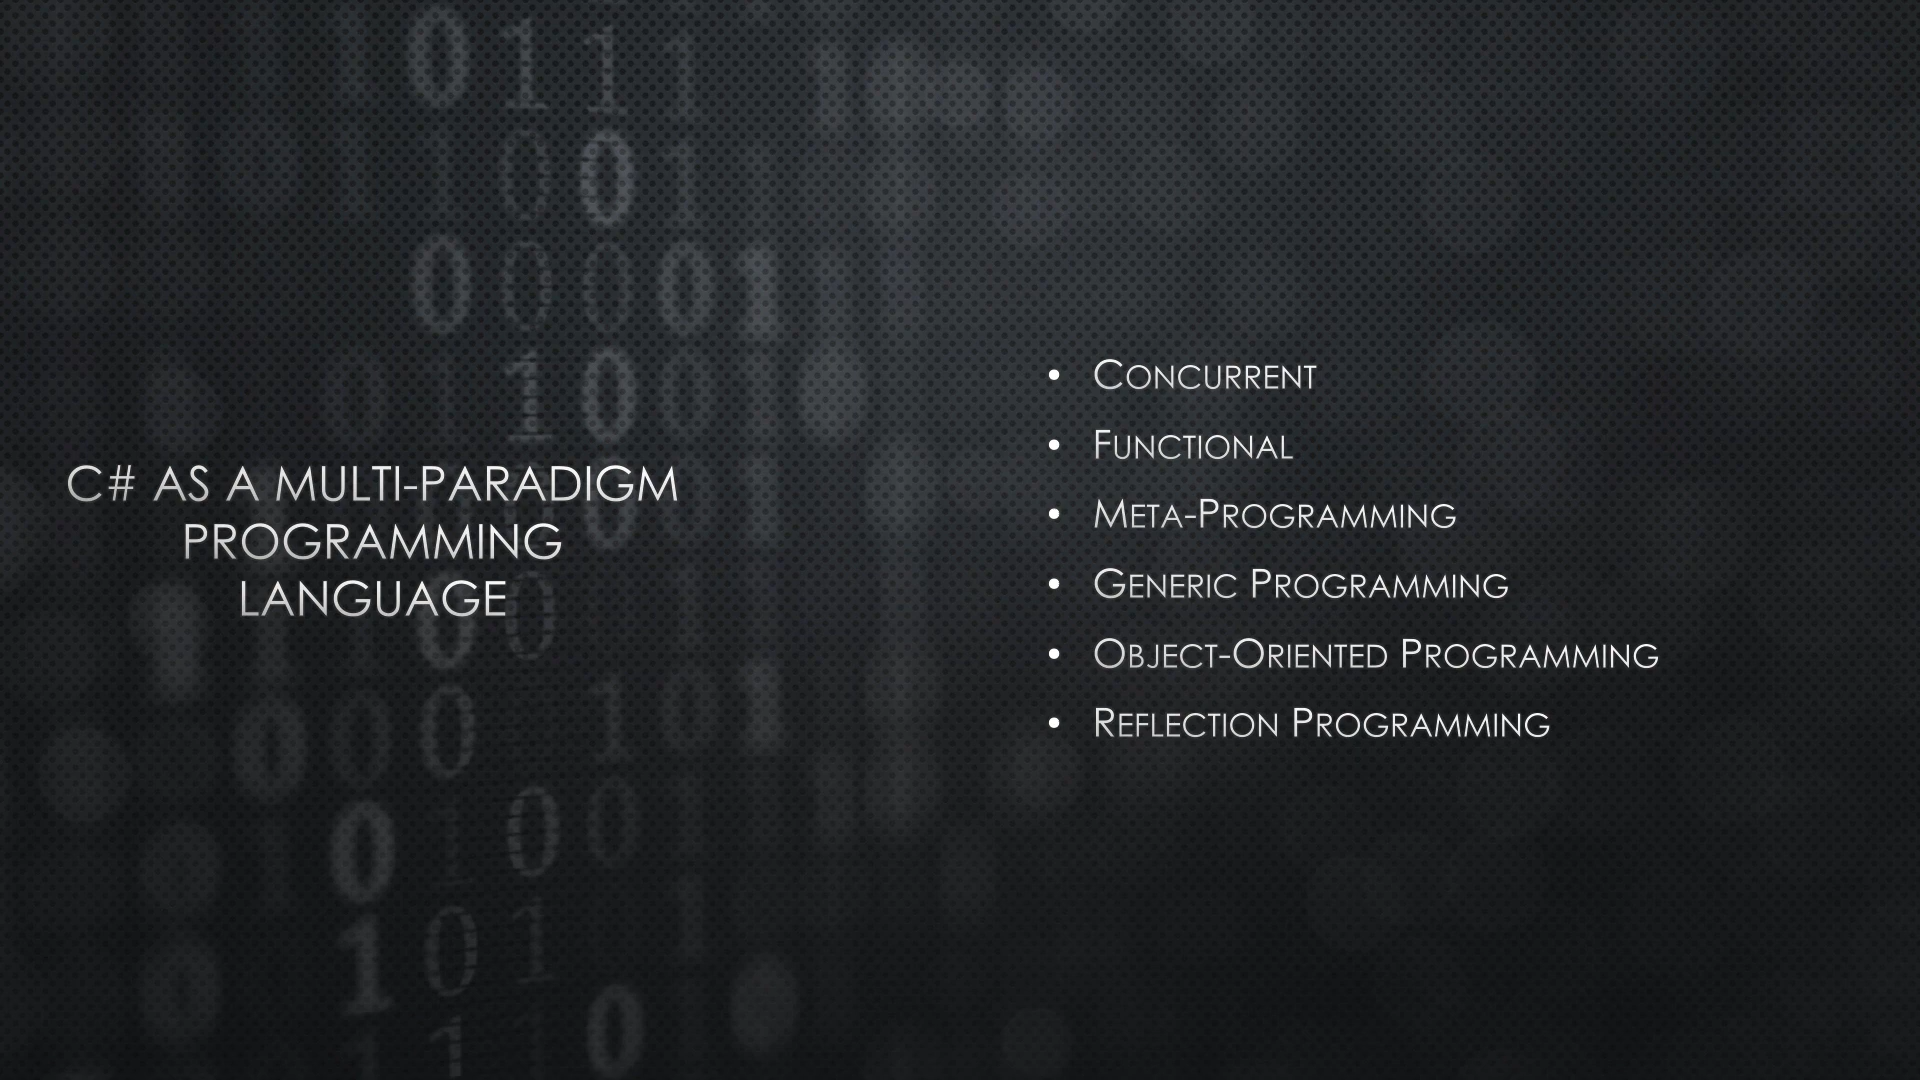 C# AS A MULTI-PARADIGM
PROGRAMMING
LANGUAGE
• CONCURRENT
• FUNCTIONAL
• META-PROGRAMMING
• GENERIC PROGRAMMING
• OBJECT-ORIENTED PROGRAMMING
• REFLECTION PROGRAMMING